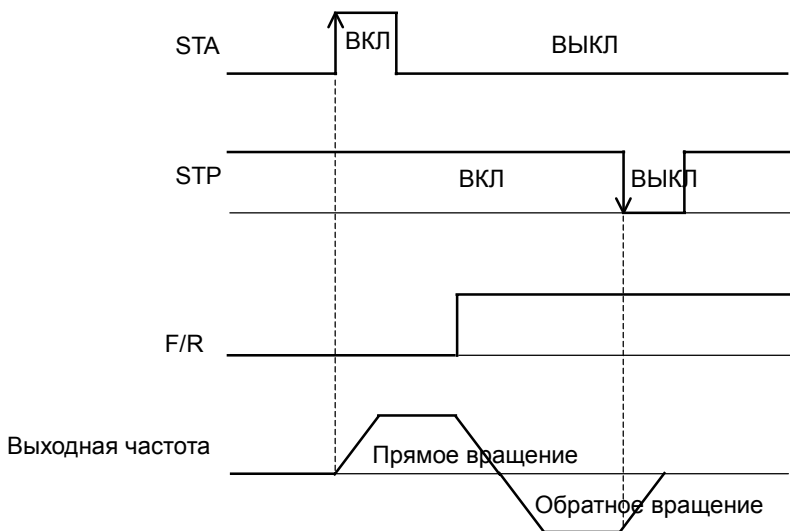 STA
ВКЛ
ВЫКЛ
STP
ВКЛ
ВЫКЛ
F/R
Выходная частота
Прямое вращение
Обратное вращение